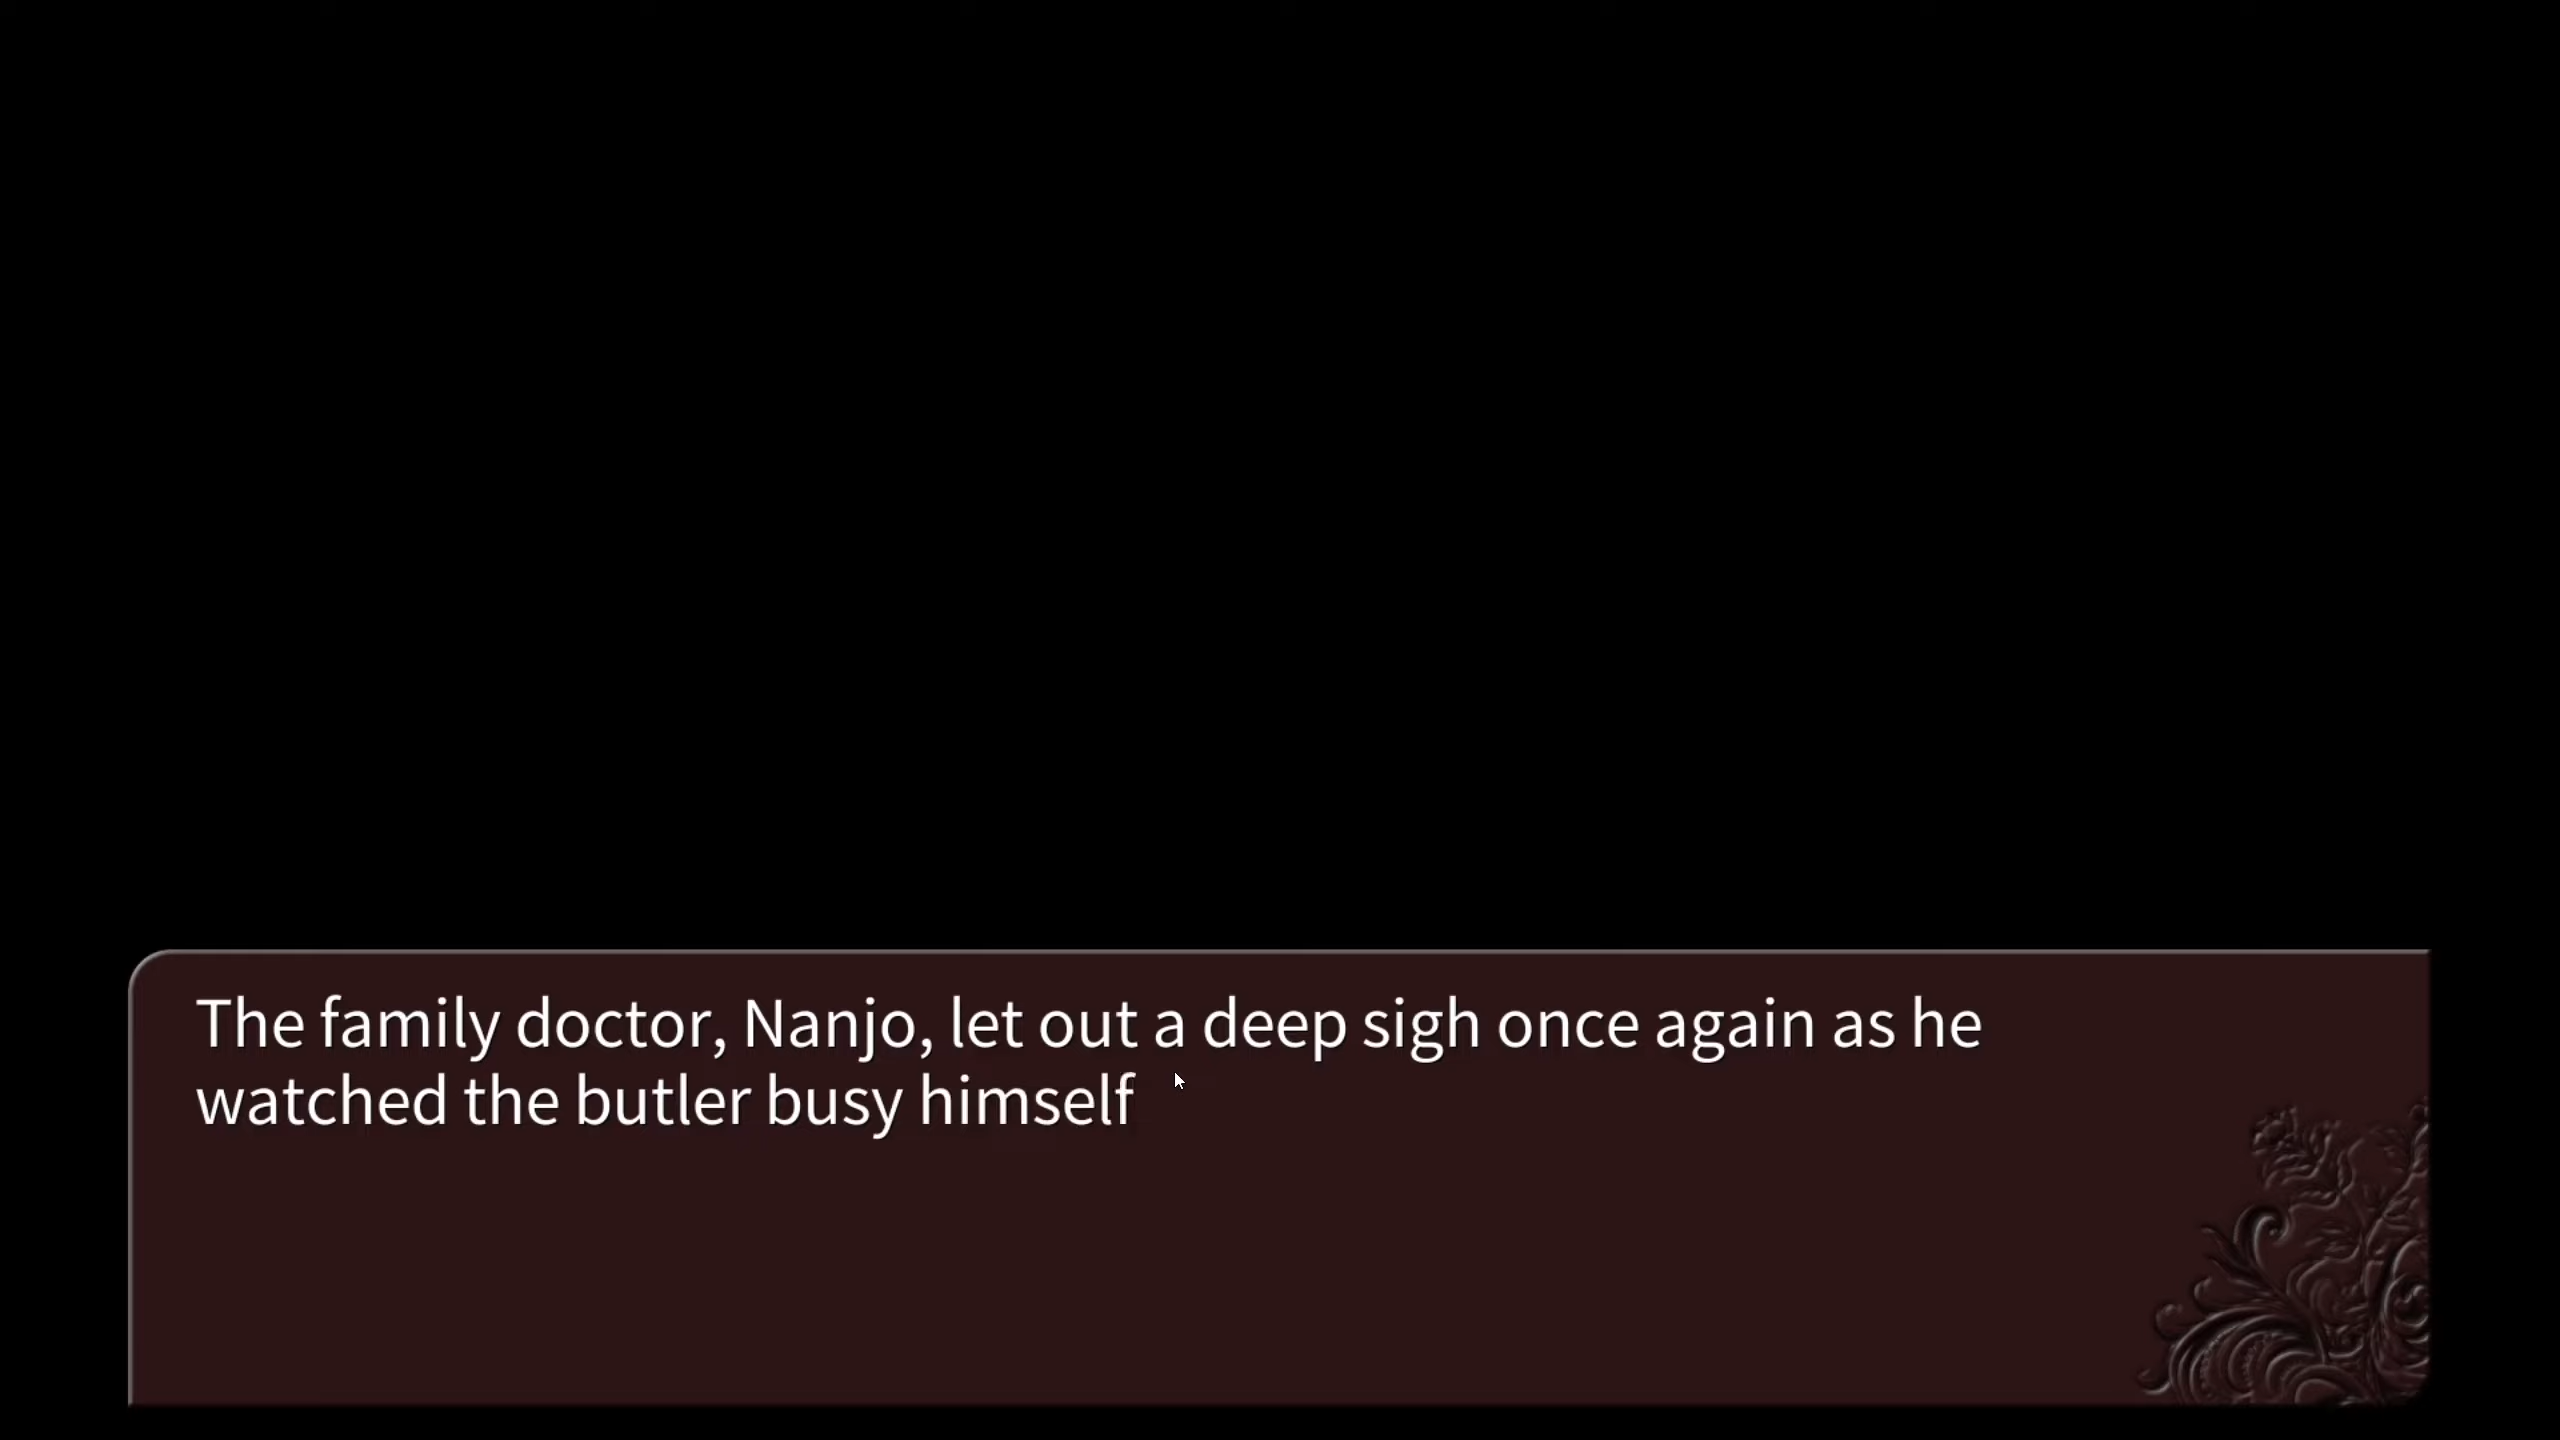 The family doctor, Nanjo, let out a deep sigh once again as he
watched the butler busy himself